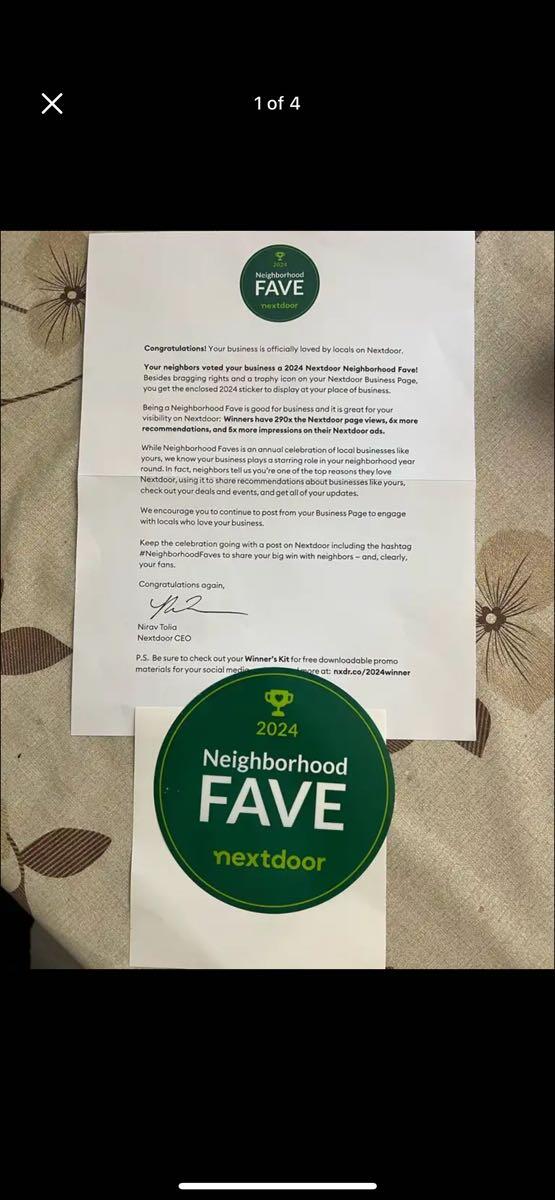 1 of 4
2024
Neighborhood
FAVE
nextdoor
Congratulations! Your business is officially loved by locals on Nextdoor.
Your neighbors voted your business a 2024 Nextdoor Neighborhood Fave!
Besides bragging rights and a trophy icon on your Nextdoor Business Page,
you get the enclosed 2024 sticker to display at your place of business.
Being a Neighborhood Fave is good for business and it is great for your
visibility on Nextdoor: Winners have 290x the Nextdoor page views, 6x more
recommendations, and 5x more impressions on their Nextdoor ads.
While Neighborhood Faves is an annual celebration of local businesses like
yours, we know your business plays a starring role in your neighborhood year
round. In fact, neighbors tell us you're one of the top reasons they love
Nextdoor, using it to share recommendations about businesses like yours,
check out your deals and events, and get all of your updates.
We encourage you to continue to post from your Business Page to engage
with locals who love your business.
Keep the celebration going with a post on Nextdoor including the hashtag
#NeighborhoodFaves to share your big win with neighbors – and, clearly,
your fans.
Congratulations again,
Nirav Tolia
Nextdoor CEO
P.S. Be sure to check out your Winner's Kit for free downloadable promo
materials for your social media more at: nxdr.co/2024winner
2024
Neighborhood
FAVE
nextdoor